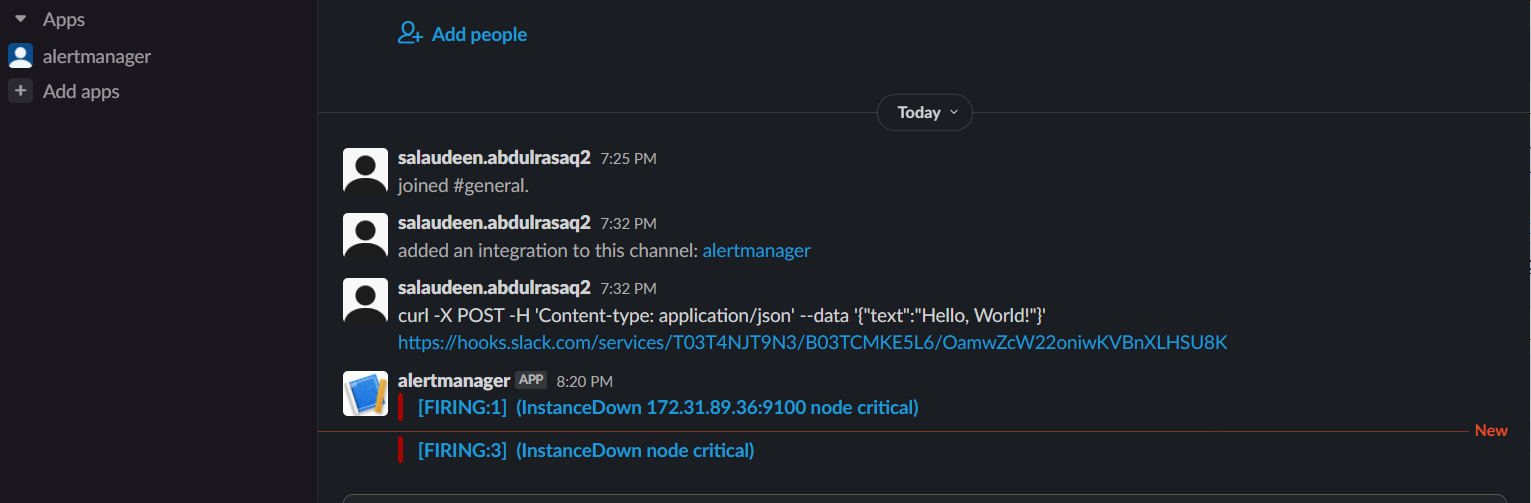 Apps
alertmanager
Add apps
Add people
Today
salaudeen.abdulrasaq2 7:25 PM
joined #general.
salaudeen.abdulrasaq2 7:32 PM
added an integration to this channel: alertmanager
salaudeen.abdulrasaq2 7:32 PM
curl -X POST -H 'Content-type: application/json' --data '{"text":"Hello, World!"}'
https://hooks.slack.com/services/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
alertmanager APP 8:20 PM
[FIRING:1] (InstanceDown 172.31.89.36:9100 node critical)
New
[FIRING:3] (InstanceDown node critical)